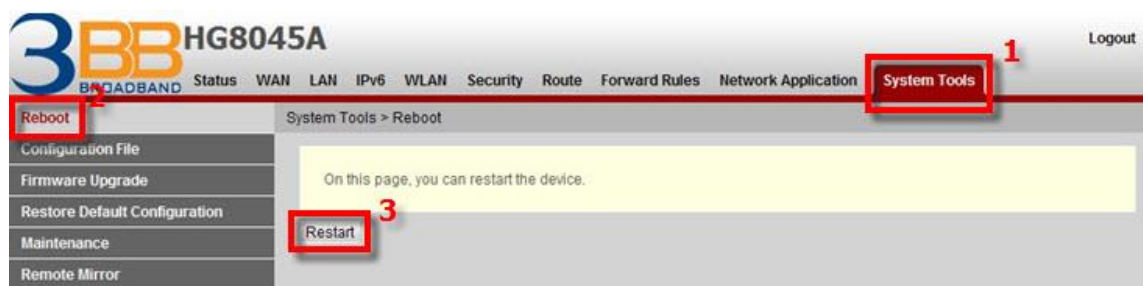 3BB BROADBAND
HG8045A
Logout
1
Status WAN LAN IPv6 WLAN Security Route Forward Rules Network Application System Tools
2
Reboot
System Tools > Reboot
Configuration File
Firmware Upgrade
On this page, you can restart the device.
Restore Default Configuration
3
Restart
Maintenance
Remote Mirror